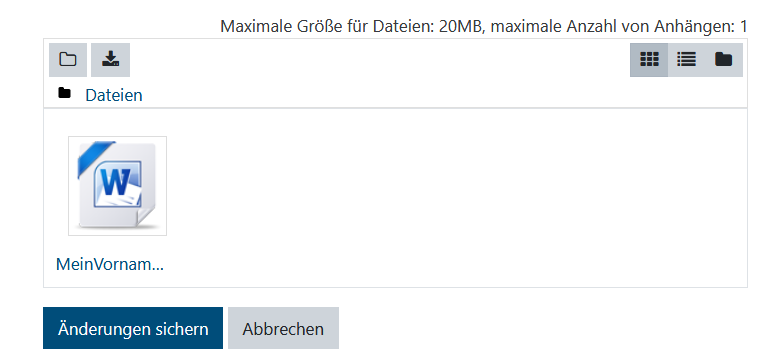 Maximale Größe für Dateien: 20MB, maximale Anzahl von Anhängen: 1
Dateien
W
MeinVornam...
Änderungen sichern Abbrechen